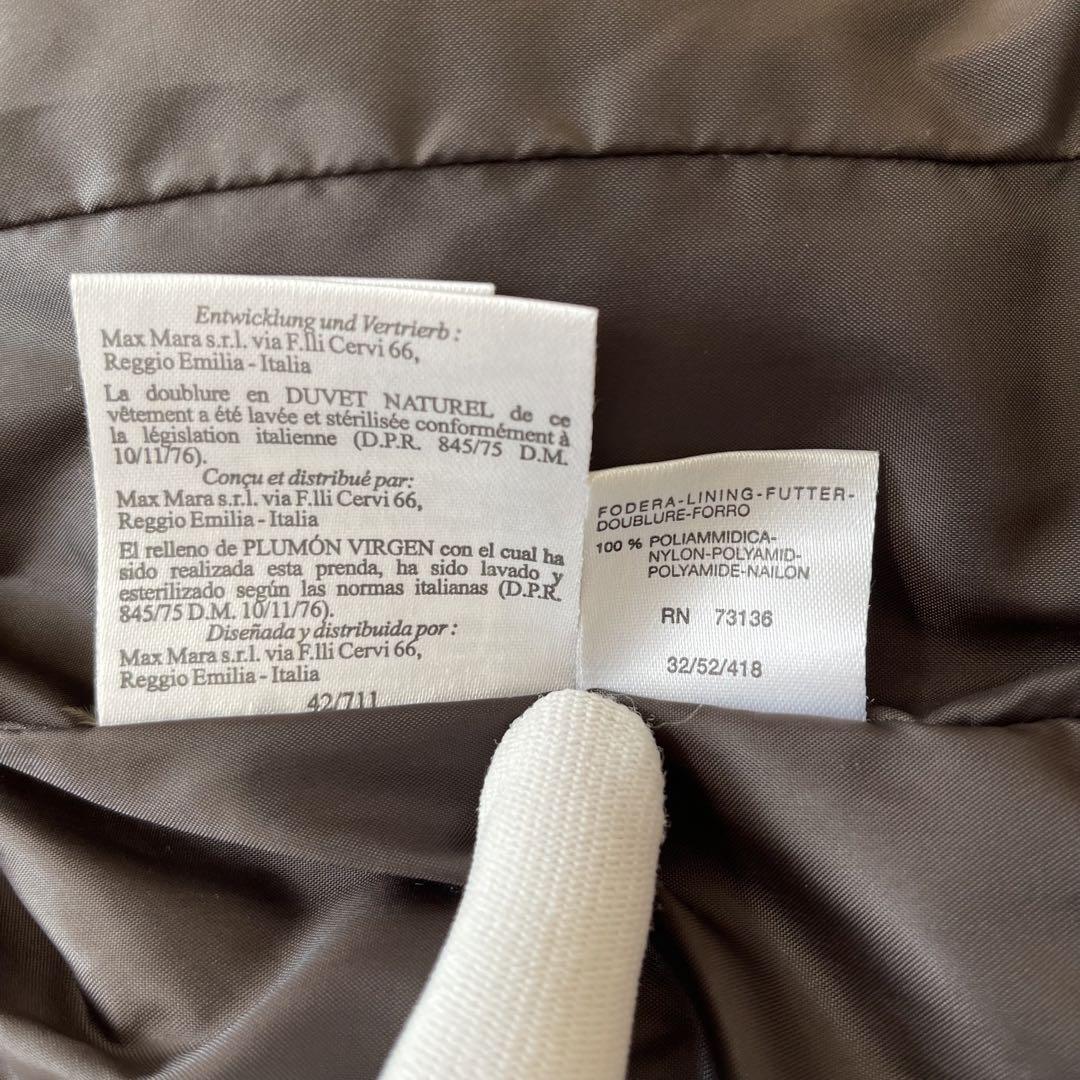 Entwicklung und Vertrierb :
Max Mara s.r.l. via F.lli Cervi 66,
Reggio Emilia - Italia
La doublure en DUVET NATUREL de ce
vêtement a été lavée et stérilisée conformément à
la législation italienne (D.P.R. 845/75 D.M.
10/11/76).
Conçu et distribué par:
Max Mara s.r.l. via F.lli Cervi 66,
Reggio Emilia - Italia
El relleno de PLUMÓN VIRGEN con el cual ha
sido realizada esta prenda, ha sido lavado y
esterilizado según las normas italianas (D.P.R.
845/75 D.M. 10/11/76).
Diseñada y distribuida por :
Max Mara s.r.l. via F.lli Cervi 66,
Reggio Emilia - Italia
42/711
FODERA-LINING-FUTTER-
DOUBLURE-FORRO
100 % POLIAMMIDICA-
NYLON-POLYAMID-
POLYAMIDE-NAILON
RN 73136
32/52/418